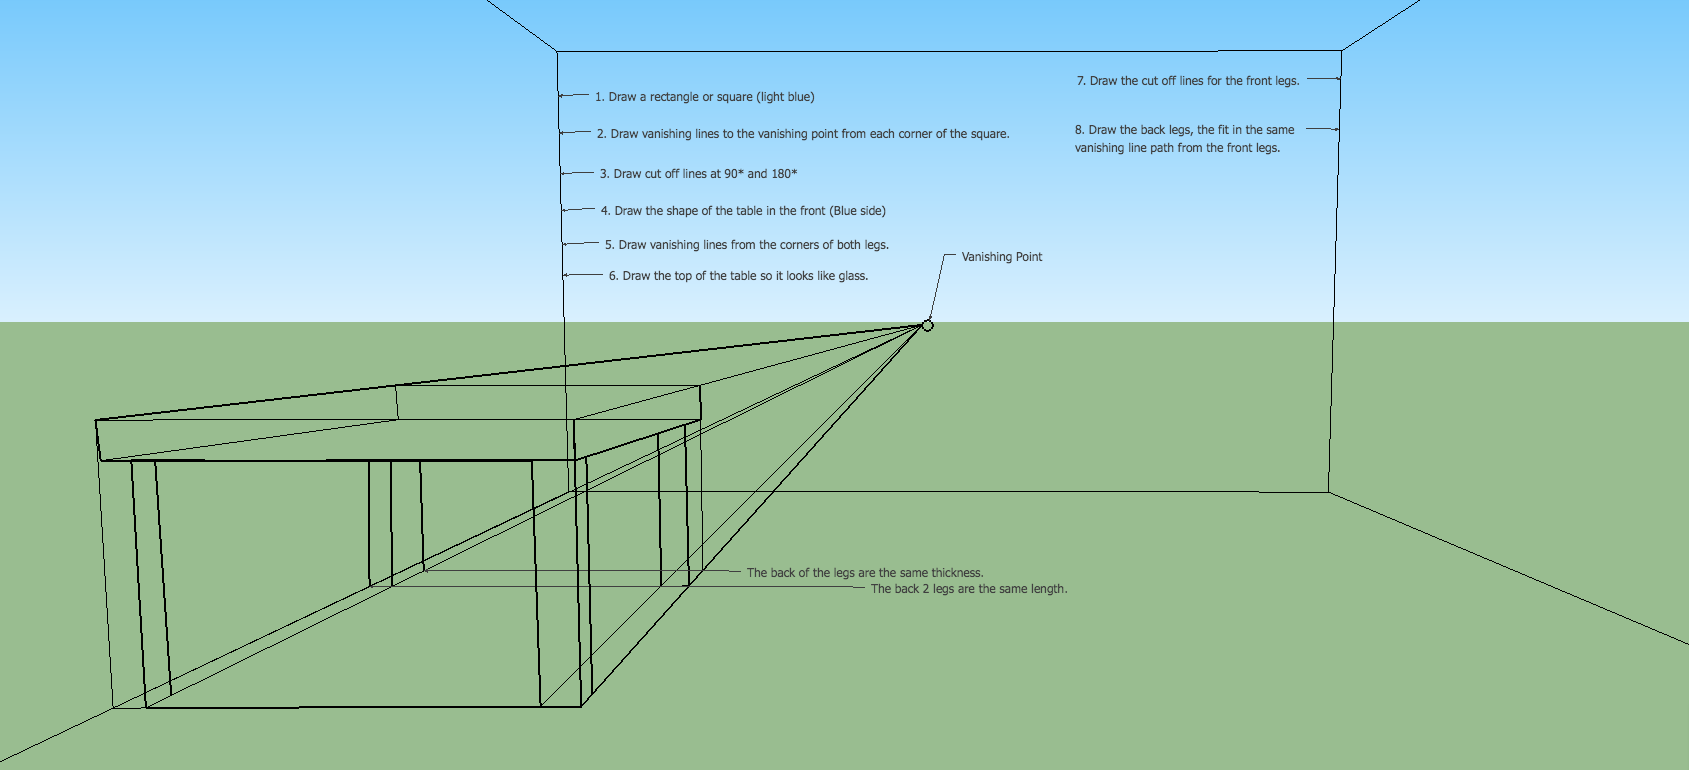 1. Draw a rectangle or square (light blue)
2. Draw vanishing lines to the vanishing point from each corner of the square.
3. Draw cut off lines at 90* and 180*
4. Draw the shape of the table in the front (Blue side)
5. Draw vanishing lines from the corners of both legs.
6. Draw the top of the table so it looks like glass.
7. Draw the cut off lines for the front legs.
8. Draw the back legs, the fit in the same
vanishing line path from the front legs.
Vanishing Point
The back of the legs are the same thickness.
The back 2 legs are the same length.